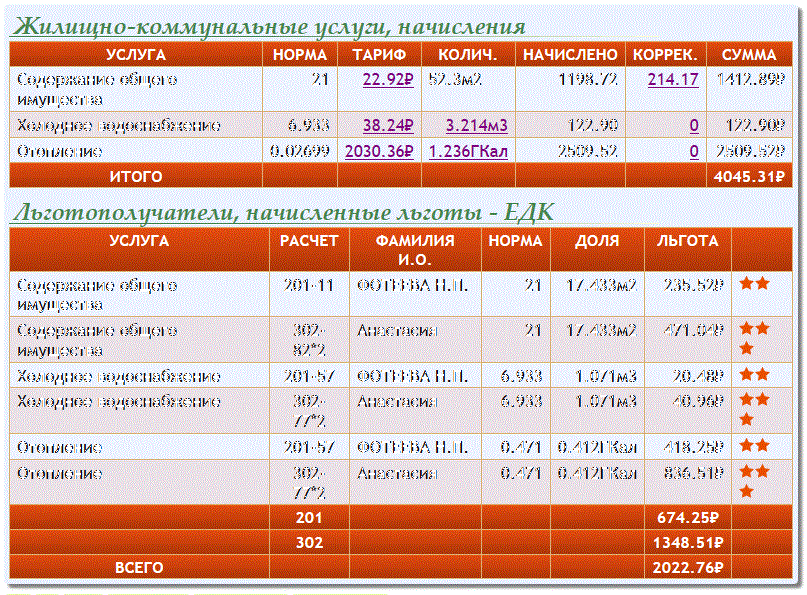 Жилищно-коммунальные услуги, начисления
УСЛУГА НОРМА ТАРИФ КОЛИЧ. НАЧИСЛЕНО КОРРЕК. СУММА
Содержание общего
имущества 21 22.92₽ 52.3м2 1198.72 214.17 1412.89₽
Холодное водоснабжение 6.933 38.24₽ 3.214м3 122.90 0 122.90₽
Отопление 0.02699 2030.36₽ 1.236ГКал 2509.52 0 2509.52₽
ИТОГО 4045.31₽
Льготополучатели, начисленные льготы - ЕДК
УСЛУГА РАСЧЕТ ФАМИЛИЯ НОРМА ДОЛЯ ЛЬГОТА
И.О.
Содержание общего 201-11 ФОТЕЕВА Н.П. 21 17.433м2 235.52₽
имущества
Содержание общего 302- Анастасия 21 17.433м2 471.04₽
имущества 82*2
Холодное водоснабжение 201-57 ФОТЕЕВА Н.П. 6.933 1.071м3 20.48₽
Холодное водоснабжение 302- Анастасия 6.933 1.071м3 40.96₽
77*2
Отопление 201-57 ФОТЕЕВА Н.П. 0.471 0.412ГКал 418.25₽
Отопление 302- Анастасия 0.471 0.412ГКал 836.51₽
77*2
201 674.25₽
302 1348.51₽
ВСЕГО 2022.76₽